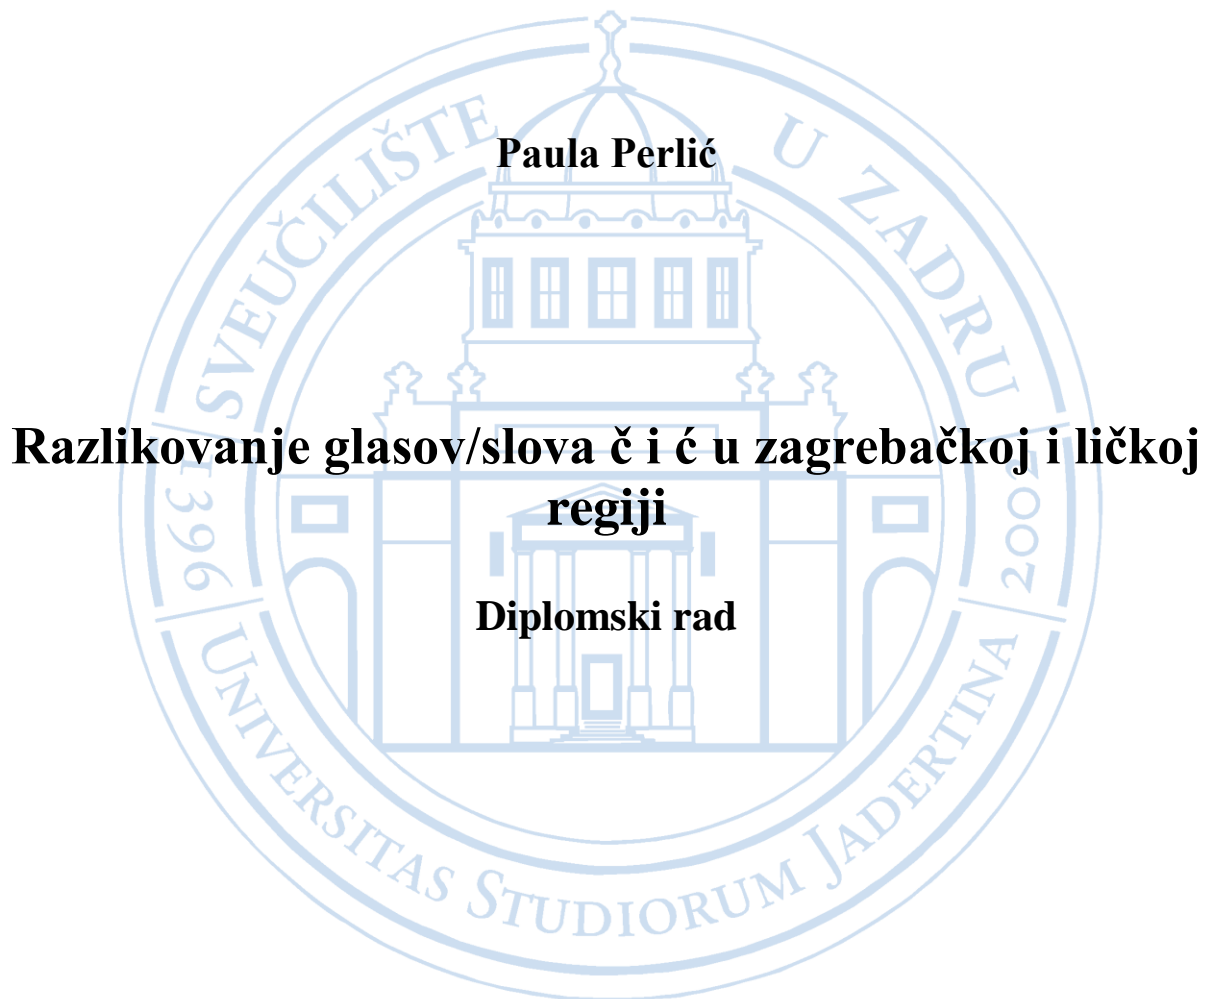 Paula Perlić
Razlikovanje glasov/slova č i ć u zagrebačkoj i ličkoj
regiji
Diplomski rad
SVEUČILIŠTE U ZADRU
1396
2002
UNIVERSITAS STUDIORUM JADERTINA